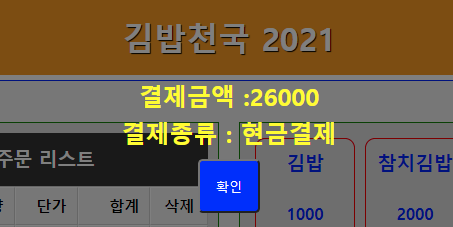 김밥천국 2021
결제금액 :26000
결제종류 : 현금결제
주문 리스트
확인
김밥
참치김밥
단가
합계
삭제
1000
2000